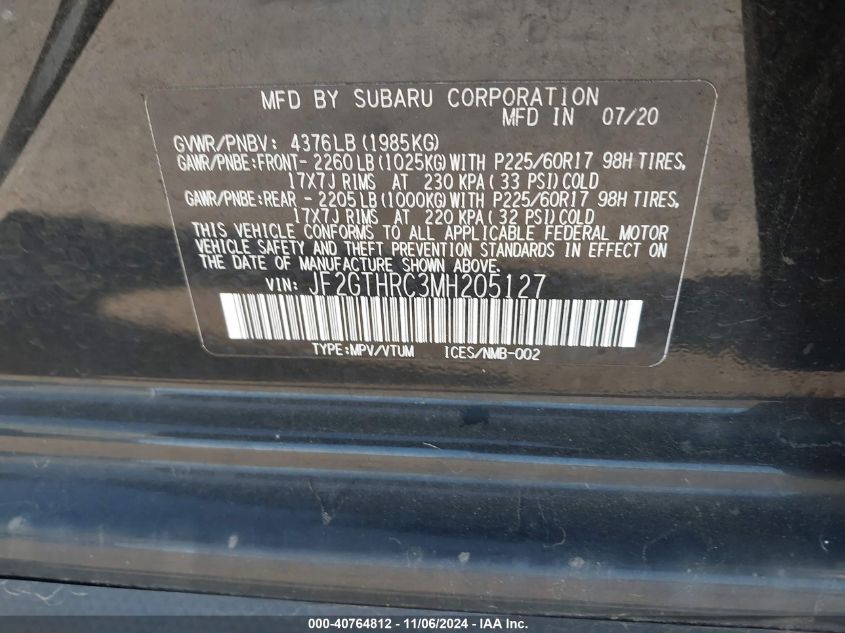 MFD BY SUBARU CORPORATION
MFD IN 07/20
GVWR/PNBV: 4376LB(1985KG)
GAWR/PNBE:FRONT- 2260LB(1025KG)WITH P225/60R17 98H TIRES,
17X7J RIMS AT 230 KPA( 33 PSI)COLD
GAWR/PNBE:REAR - 2205LB(1000KG)WITH P225/60R17 98H TIRES,
17X7J RIMS AT 220 KPA( 32 PSI)COLD
THIS VEHICLE CONFORMS TO ALL APPLICABLE FEDERAL MOTOR
VEHICLE SAFETY AND THEFT PREVENTION STANDARDS IN EFFECT ON
THE DATE OF MANUFACTURE SHOWN ABOVE.
VIN: JF2GTHRC3MH205127
TYPE:MPV/VTUM ICES/NMB-002
000-40764812 - 11/06/2024 - IAA Inc.